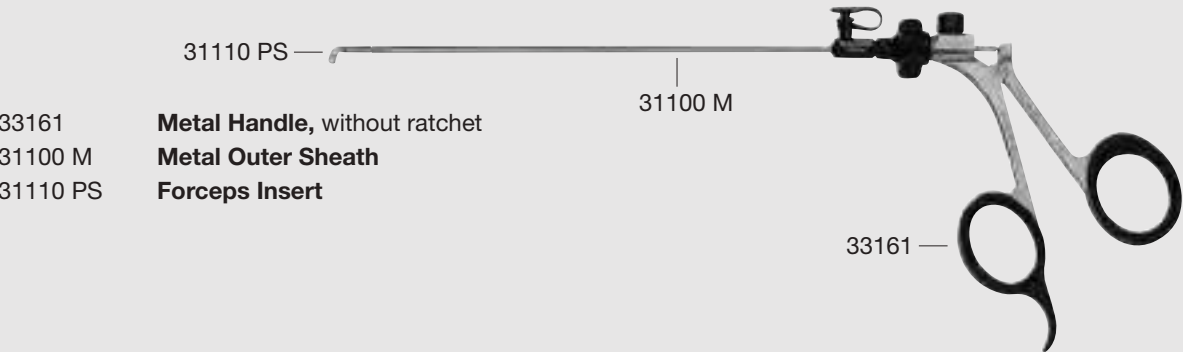 31110 PS
31100 M
33161 Metal Handle, without ratchet
31100 M Metal Outer Sheath
31110 PS Forceps Insert
33161